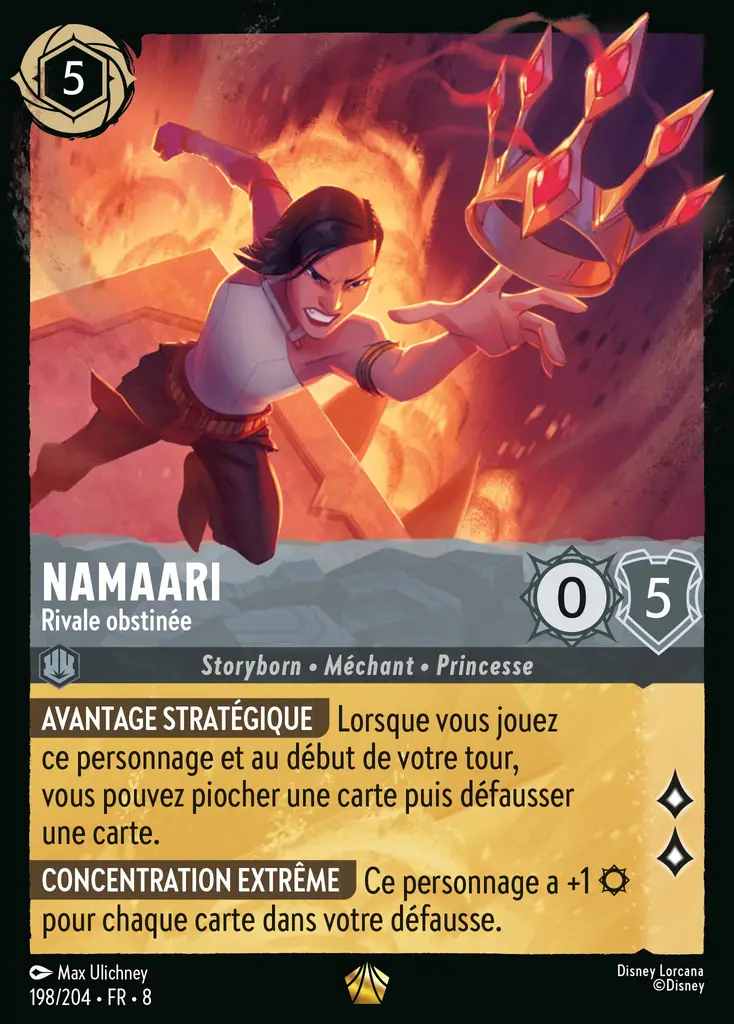 5
NAMAARI
Rivale obstinée
0 5
Storyborn • Méchant • Princesse
AVANTAGE STRATÉGIQUE Lorsque vous jouez
ce personnage et au début de votre tour,
vous pouvez piocher une carte puis défausser
une carte.
CONCENTRATION EXTRÊME Ce personnage a +1
pour chaque carte dans votre défausse.
Max Ulichney
198/204 • FR • 8
Disney Lorcana
©Disney